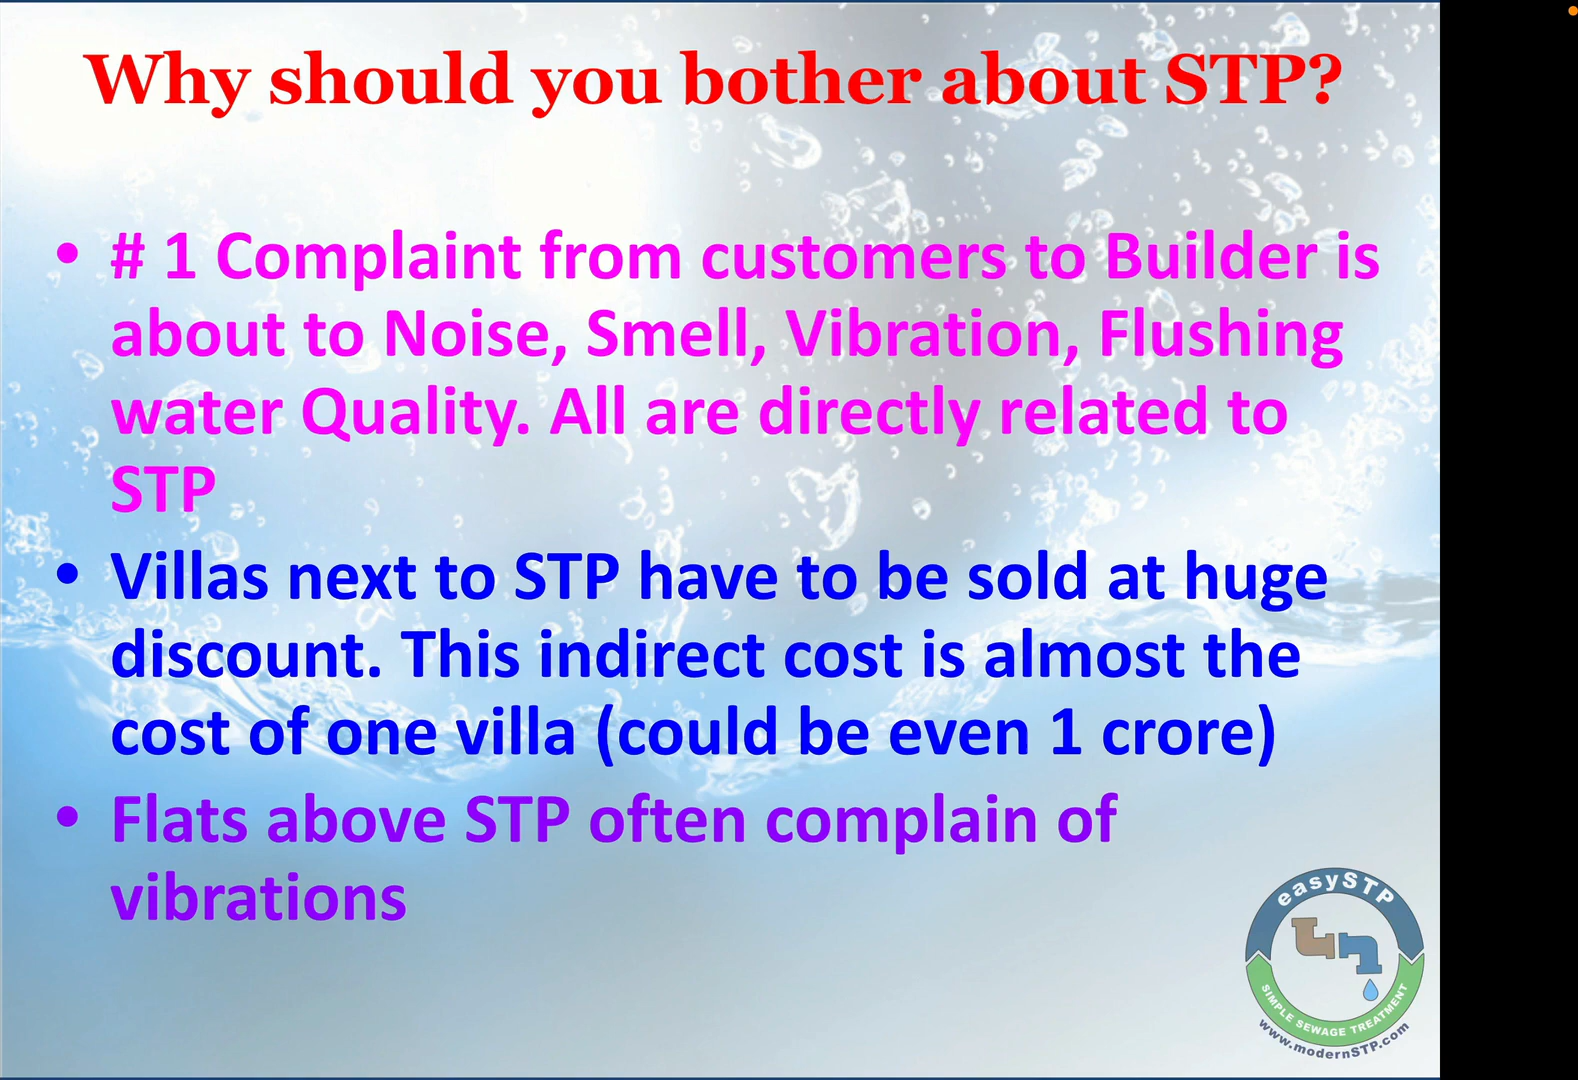 Why should you bother about STP?
• # 1 Complaint from customers to Builder is
about to Noise, Smell, Vibration, Flushing
water Quality. All are directly related to
STP
• Villas next to STP have to be sold at huge
discount. This indirect cost is almost the
cost of one villa (could be even 1 crore)
• Flats above STP often complain of
vibrations
easySTP
SIMPLE SEWAGE TREATMENT
www.modernSTP.com